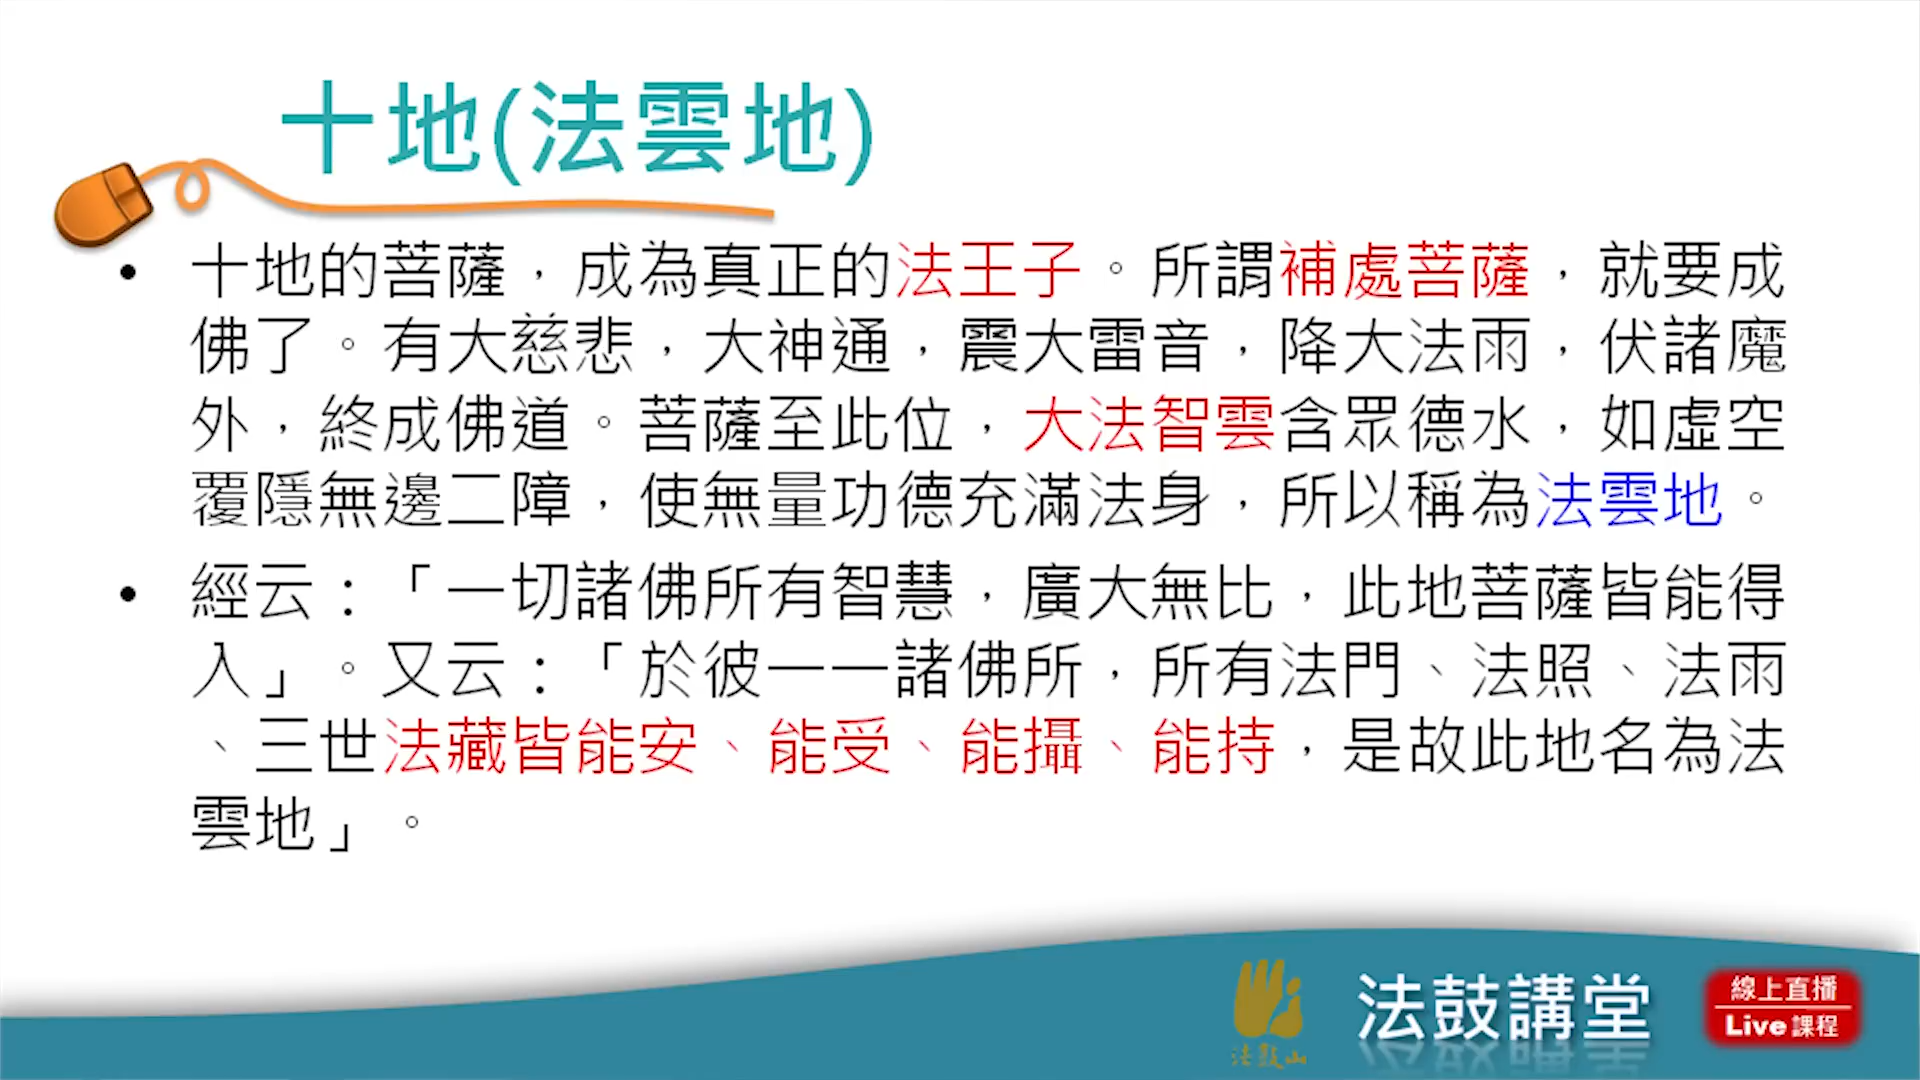 十地(法雲地)
• 十地的菩薩，成為真正的法王子。所謂補處菩薩，就要成
佛了。有大慈悲，大神通，震大雷音，降大法雨，伏諸魔
外，終成佛道。菩薩至此位，大法智雲含眾德水，如虛空
覆隱無邊二障，使無量功德充滿法身，所以稱為法雲地。
• 經云：「一切諸佛所有智慧，廣大無比，此地菩薩皆能得
入」。又云：「於彼一一諸佛所，所有法門、法照、法雨
、三世法藏皆能安、能受、能攝、能持，是故此地名為法
雲地」。
法鼓山
法鼓講堂
線上直播
Live 課程